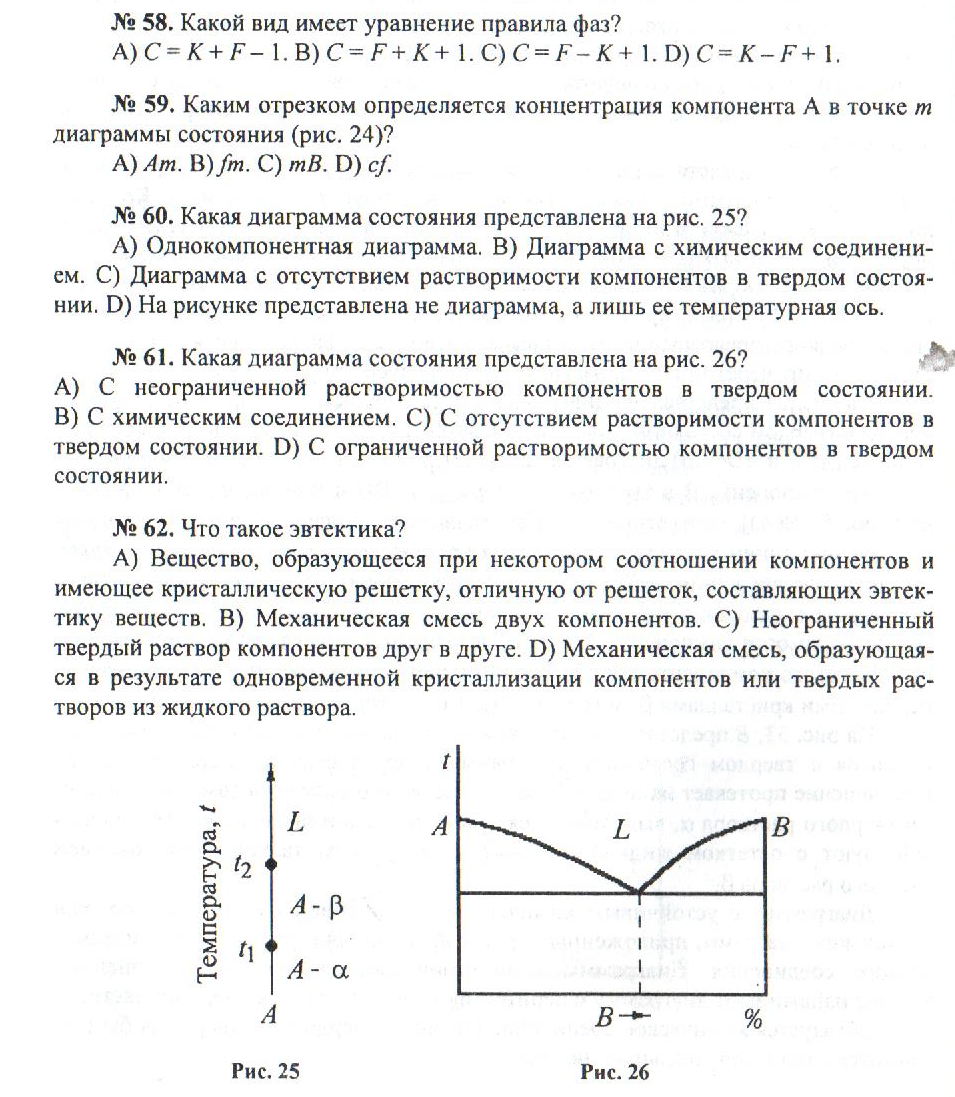 № 58. Какой вид имеет уравнение правила фаз?
А) C = K + F – 1. В) C = F + K + 1. С) C = F – K + 1. D) C = K – F + 1.
№ 59. Каким отрезком определяется концентрация компонента А в точке m
диаграммы состояния (рис. 24)?
А) Am. В) fm. С) mB. D) cf.
№ 60. Какая диаграмма состояния представлена на рис. 25?
А) Однокомпонентная диаграмма. В) Диаграмма с химическим соединени-
ем. С) Диаграмма с отсутствием растворимости компонентов в твердом состоя-
нии. D) На рисунке представлена не диаграмма, а лишь ее температурная ось.
№ 61. Какая диаграмма состояния представлена на рис. 26?
А) С неограниченной растворимостью компонентов в твердом состоянии.
В) С химическим соединением. С) С отсутствием растворимости компонентов в
твердом состоянии. D) С ограниченной растворимостью компонентов в твердом
состоянии.
№ 62. Что такое эвтектика?
А) Вещество, образующееся при некотором соотношении компонентов и
имеющее кристаллическую решетку, отличную от решеток, составляющих эвтек-
тику веществ. В) Механическая смесь двух компонентов. С) Неограниченный
твердый раствор компонентов друг в друге. D) Механическая смесь, образующая-
ся в результате одновременной кристаллизации компонентов или твердых рас-
творов из жидкого раствора.
Температура, t
L
t2
A - β
t1
A - α
A
Рис. 25
t
A
L
B
B
%
Рис. 26